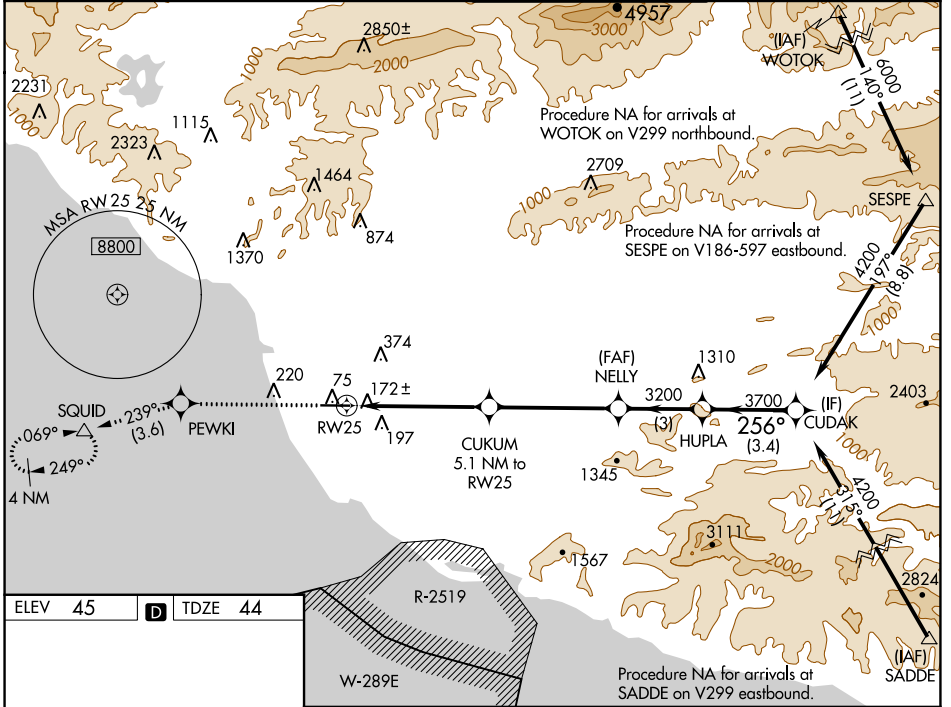 4957
3000
(IAF)
WOTOK
2850±
1000
2000
6000
140°
(11)
2231
1000
1115
2323
Procedure NA for arrivals at
WOTOK on V299 northbound.
1464
2709
1000
SESPE
MSA RW25 25 NM
8800
874
1370
Procedure NA for arrivals at
SESPE on V186-597 eastbound.
4200
197°
(8.8)
1000
374
(FAF)
NELLY
1310
220
75
172±
3200
3700
(IF)
CUDAK
2403
SQUID
239°
(3.6)
PEWKI
RW25
197
(3)
HUPLA
256°
(3.4)
069°
249°
4 NM
CUKUM
5.1 NM to
RW25
1345
4200
315°
(11)
3111
2000
1567
2824
ELEV 45
D
TDZE 44
R-2519
W-289E
(IAF)
SADDE
Procedure NA for arrivals at
SADDE on V299 eastbound.